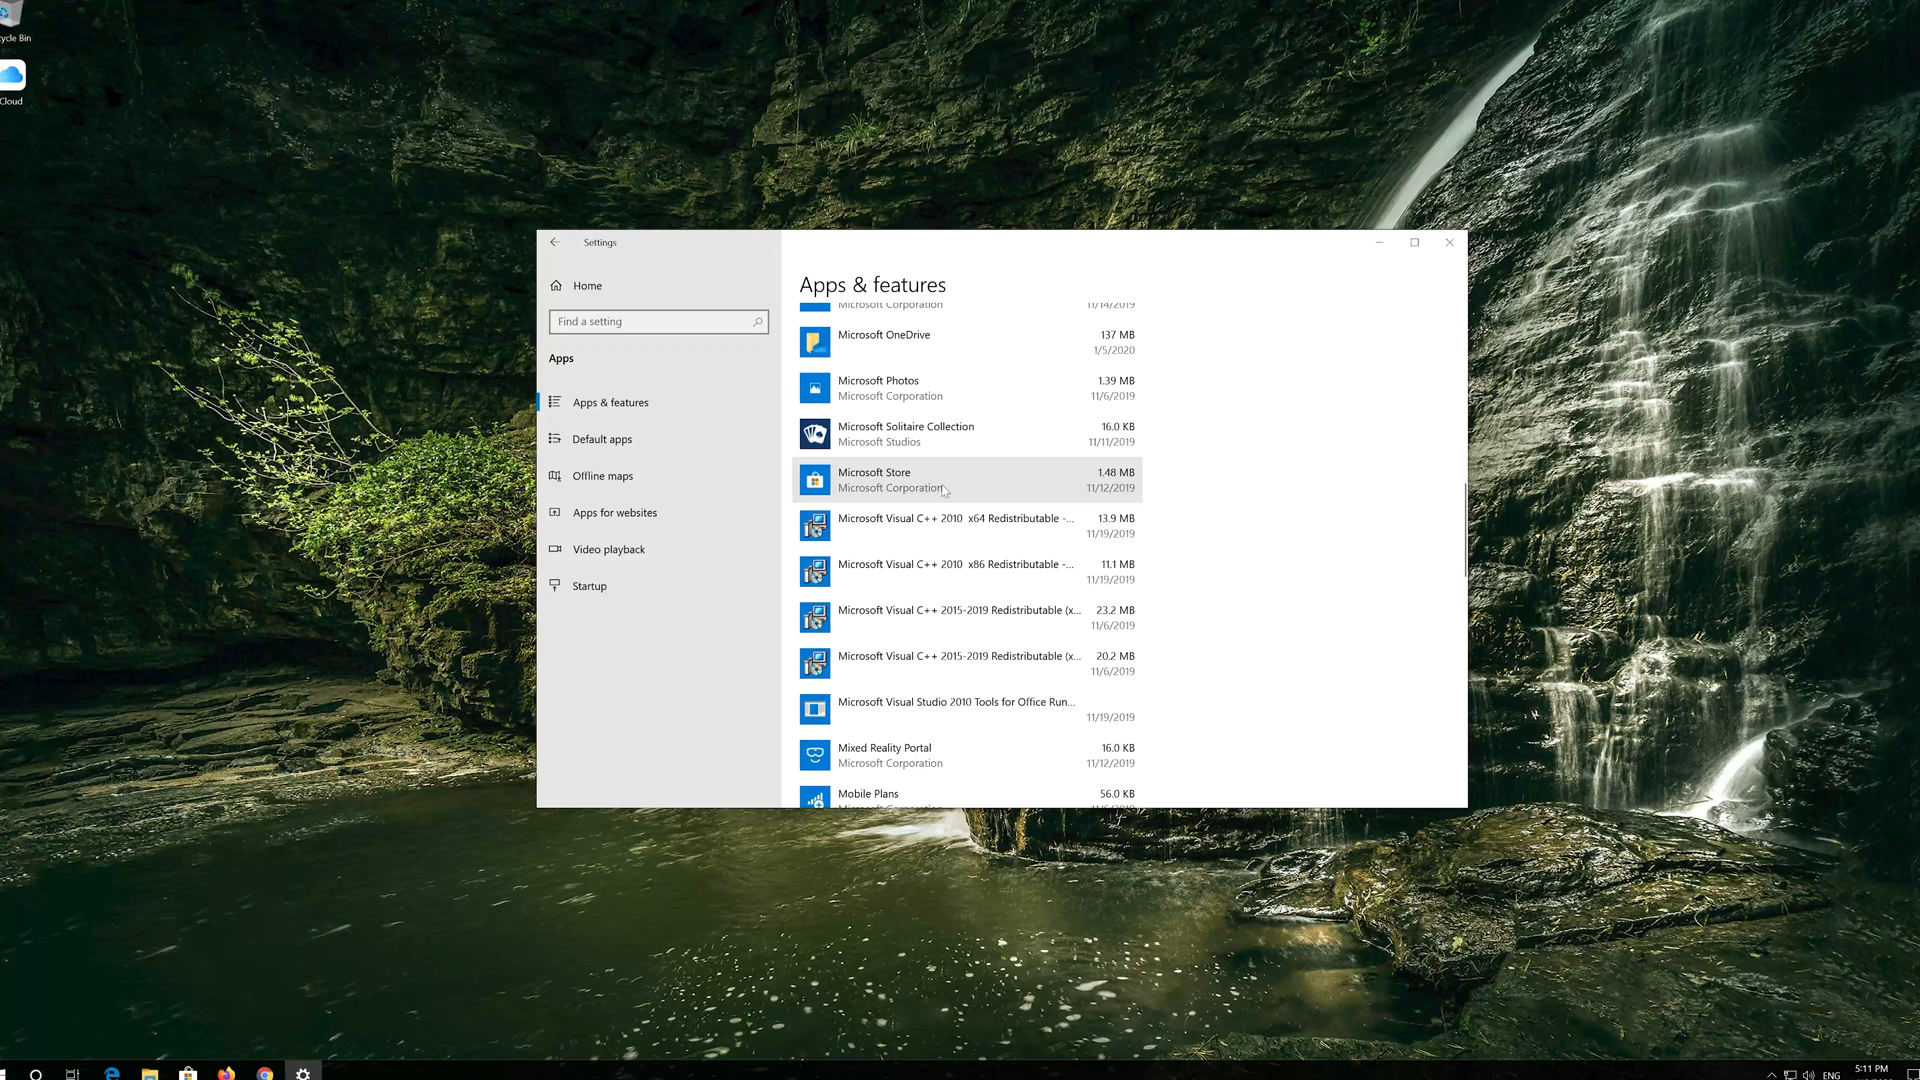 cycle Bin
Cloud
Settings
Home
Find a setting
Apps
Apps & features
Default apps
Offline maps
Apps for websites
Video playback
Startup
Apps & features
Microsoft Corporation 11/14/2019
Microsoft OneDrive 137 MB
1/5/2020
Microsoft Photos 1.39 MB
Microsoft Corporation 11/6/2019
Microsoft Solitaire Collection 16.0 KB
Microsoft Studios 11/11/2019
Microsoft Store 1.48 MB
Microsoft Corporation 11/12/2019
Microsoft Visual C++ 2010 x64 Redistributable -... 13.9 MB
11/19/2019
Microsoft Visual C++ 2010 x86 Redistributable -... 11.1 MB
11/19/2019
Microsoft Visual C++ 2015-2019 Redistributable (x... 23.2 MB
11/6/2019
Microsoft Visual C++ 2015-2019 Redistributable (x... 20.2 MB
11/6/2019
Microsoft Visual Studio 2010 Tools for Office Run...
11/19/2019
Mixed Reality Portal 16.0 KB
Microsoft Corporation 11/12/2019
Mobile Plans 56.0 KB
ENG
5:11 PM